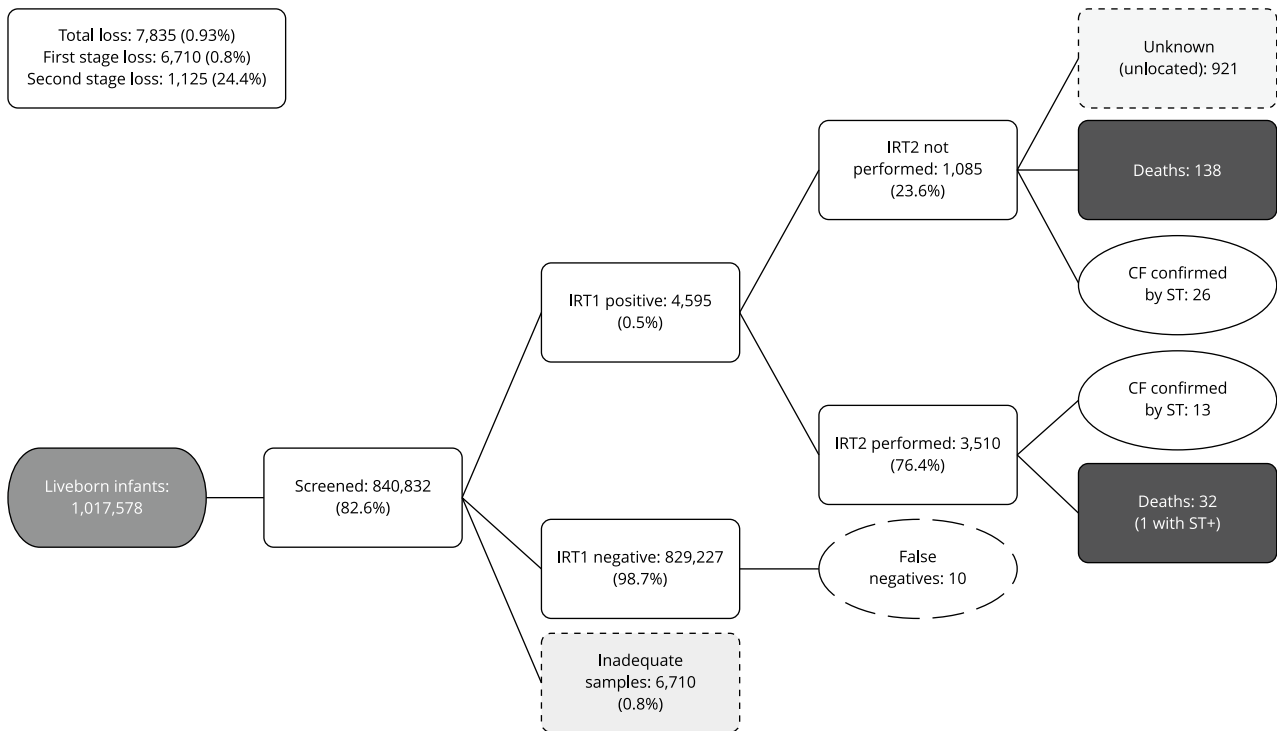 Total loss: 7,835 (0.93%)
First stage loss: 6,710 (0.8%)
Second stage loss: 1,125 (24.4%)
Liveborn infants:
1,017,578
Screened: 840,832
(82.6%)
IRT1 positive: 4,595
(0.5%)
IRT1 negative: 829,227
(98.7%)
Inadequate
samples: 6,710
(0.8%)
IRT2 not
performed: 1,085
(23.6%)
IRT2 performed: 3,510
(76.4%)
False
negatives: 10
Unknown
(unlocated): 921
Deaths: 138
CF confirmed
by ST: 26
CF confirmed
by ST: 13
Deaths: 32
(1 with ST+)